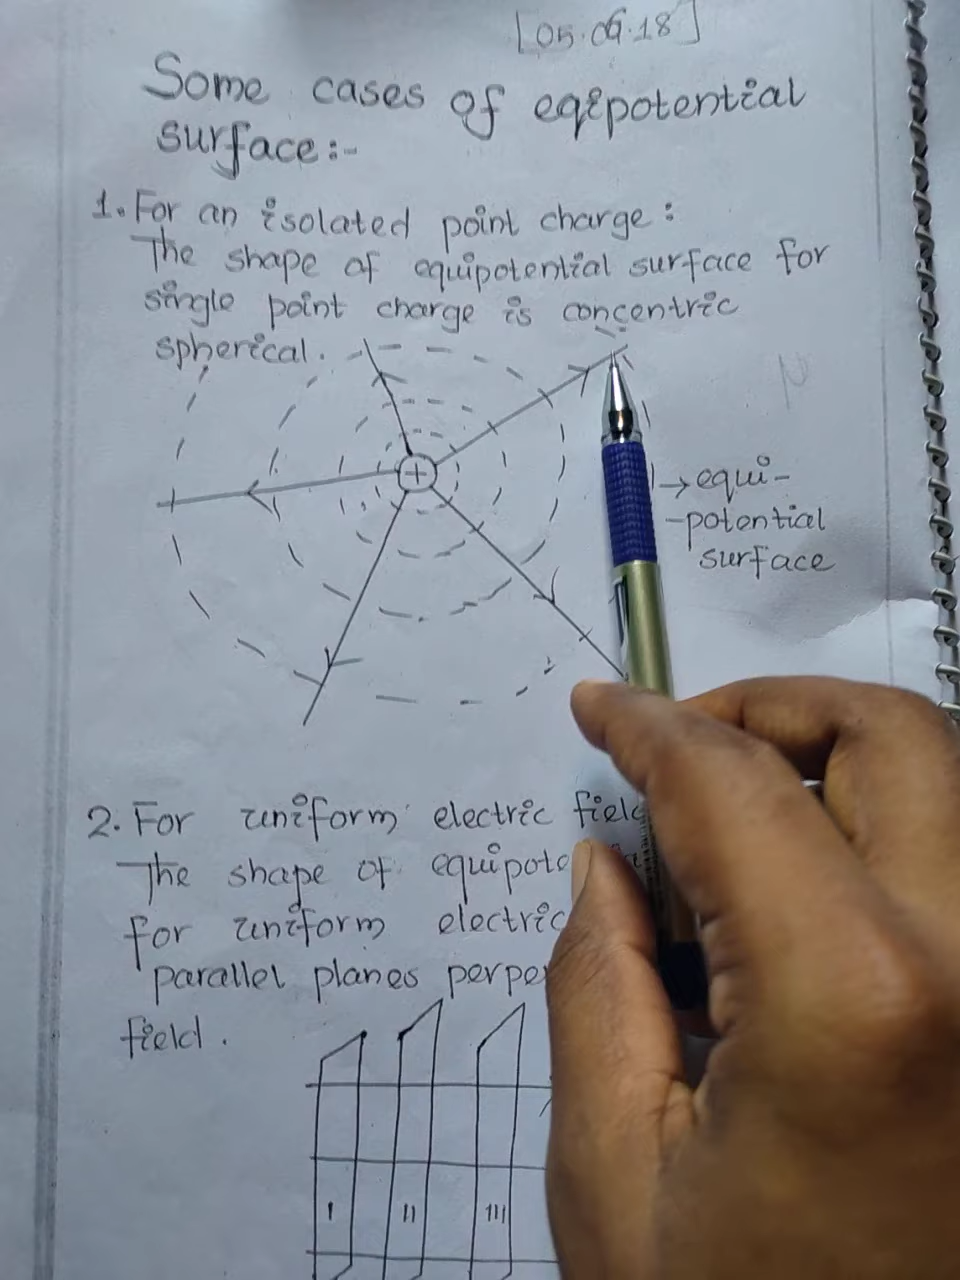 [05.09.18]
Some cases of eqipotential
surface:-
1. For an isolated point charge:
The shape of equipotential surface for
single point charge is concentric
spherical.
+
→ equi-
-potential
surface
2. For uniform electric field
The shape of
for uniform electric
parallel planes
field.
I II III